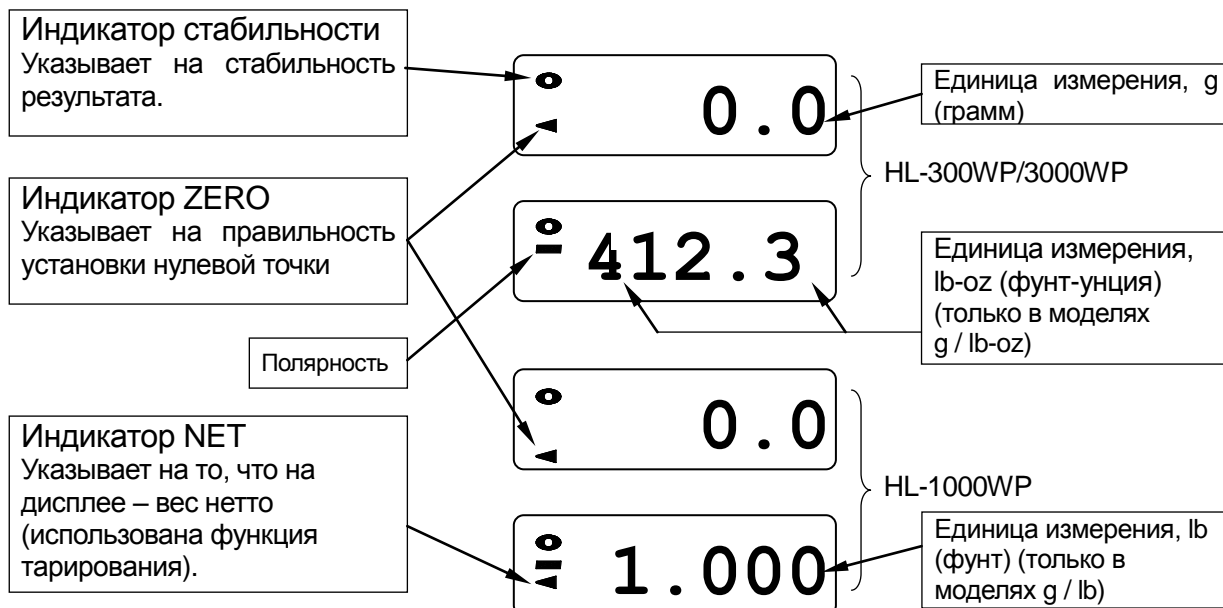 Индикатор стабильности
Указывает на стабильность
результата.
0.0
Единица измерения, g
(грамм)
HL-300WP/3000WP
Индикатор ZERO
Указывает на правильность
установки нулевой точки
412.3
Единица измерения,
lb-oz (фунт-унция)
(только в моделях
g / lb-oz)
Полярность
0.0
HL-1000WP
Индикатор NET
Указывает на то, что на
дисплее – вес нетто
(использована функция
тарирования).
1.000
Единица измерения, lb
(фунт) (только в
моделях g / lb)